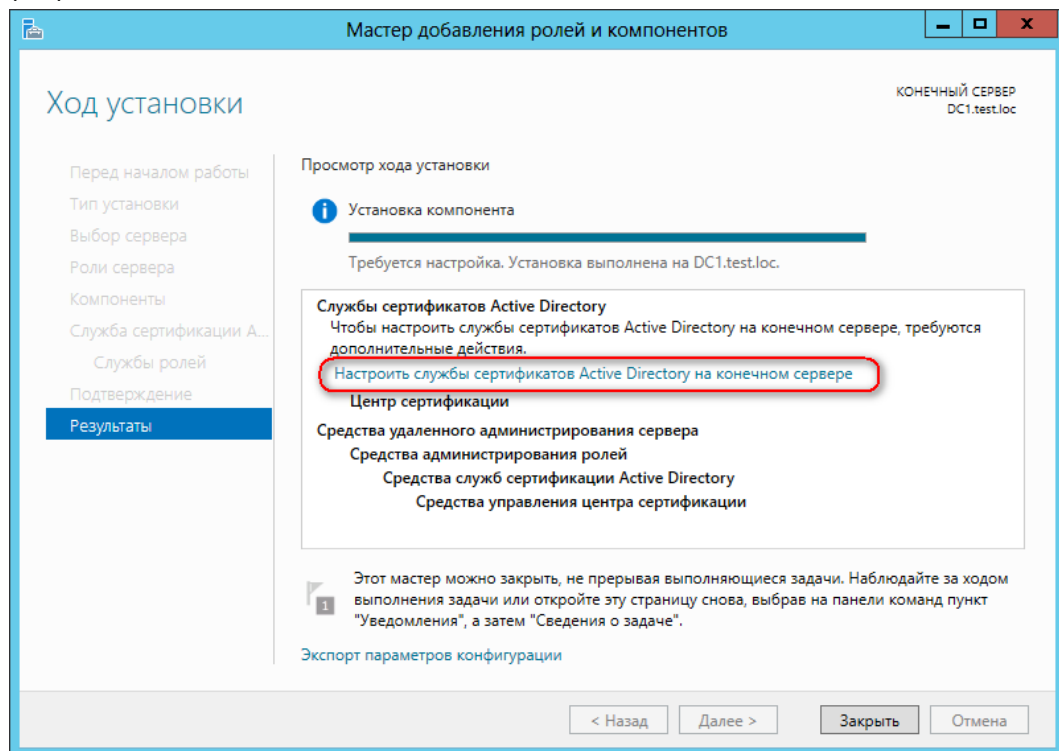 Мастер добавления ролей и компонентов
Ход установки
КОНЕЧНЫЙ СЕРВЕР
DC1.test.loc
Перед началом работы
Тип установки
Выбор сервера
Роли сервера
Компоненты
Служба сертификации A...
Службы ролей
Подтверждение
Результаты
Просмотр хода установки
Установка компонента
Требуется настройка. Установка выполнена на DC1.test.loc.
Службы сертификатов Active Directory
Чтобы настроить службы сертификатов Active Directory на конечном сервере, требуются
дополнительные действия.
Настроить службы сертификатов Active Directory на конечном сервере
Центр сертификации
Средства удаленного администрирования сервера
Средства администрирования ролей
Средства служб сертификации Active Directory
Средства управления центра сертификации
1
Этот мастер можно закрыть, не прерывая выполняющиеся задачи. Наблюдайте за ходом
выполнения задачи или откройте эту страницу снова, выбрав на панели команд пункт
"Уведомления", а затем "Сведения о задаче".
Экспорт параметров конфигурации
< Назад
Далее >
Закрыть
Отмена